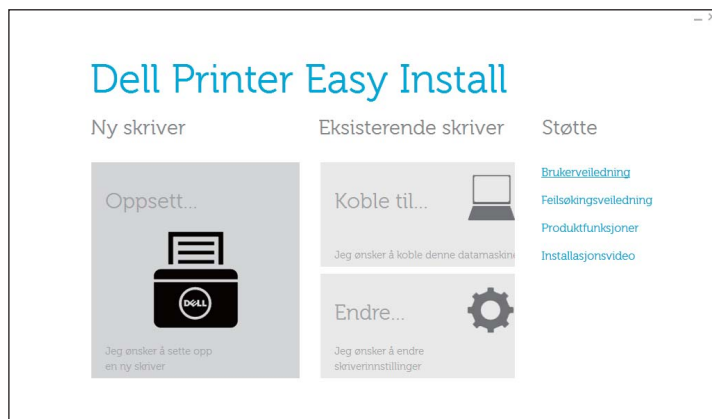 Dell Printer Easy Install
Ny skriver
Oppsett...
DELL
Jeg ønsker å sette opp
en ny skriver
Eksisterende skriver
Koble til...
Jeg ønsker å koble denne
Endre...
Jeg ønsker å endre
skriverinnstillinger
Støtte
Brukerveiledning
Feilsøkingsveiledning
Produktfunksjoner
Installasjonsvideo